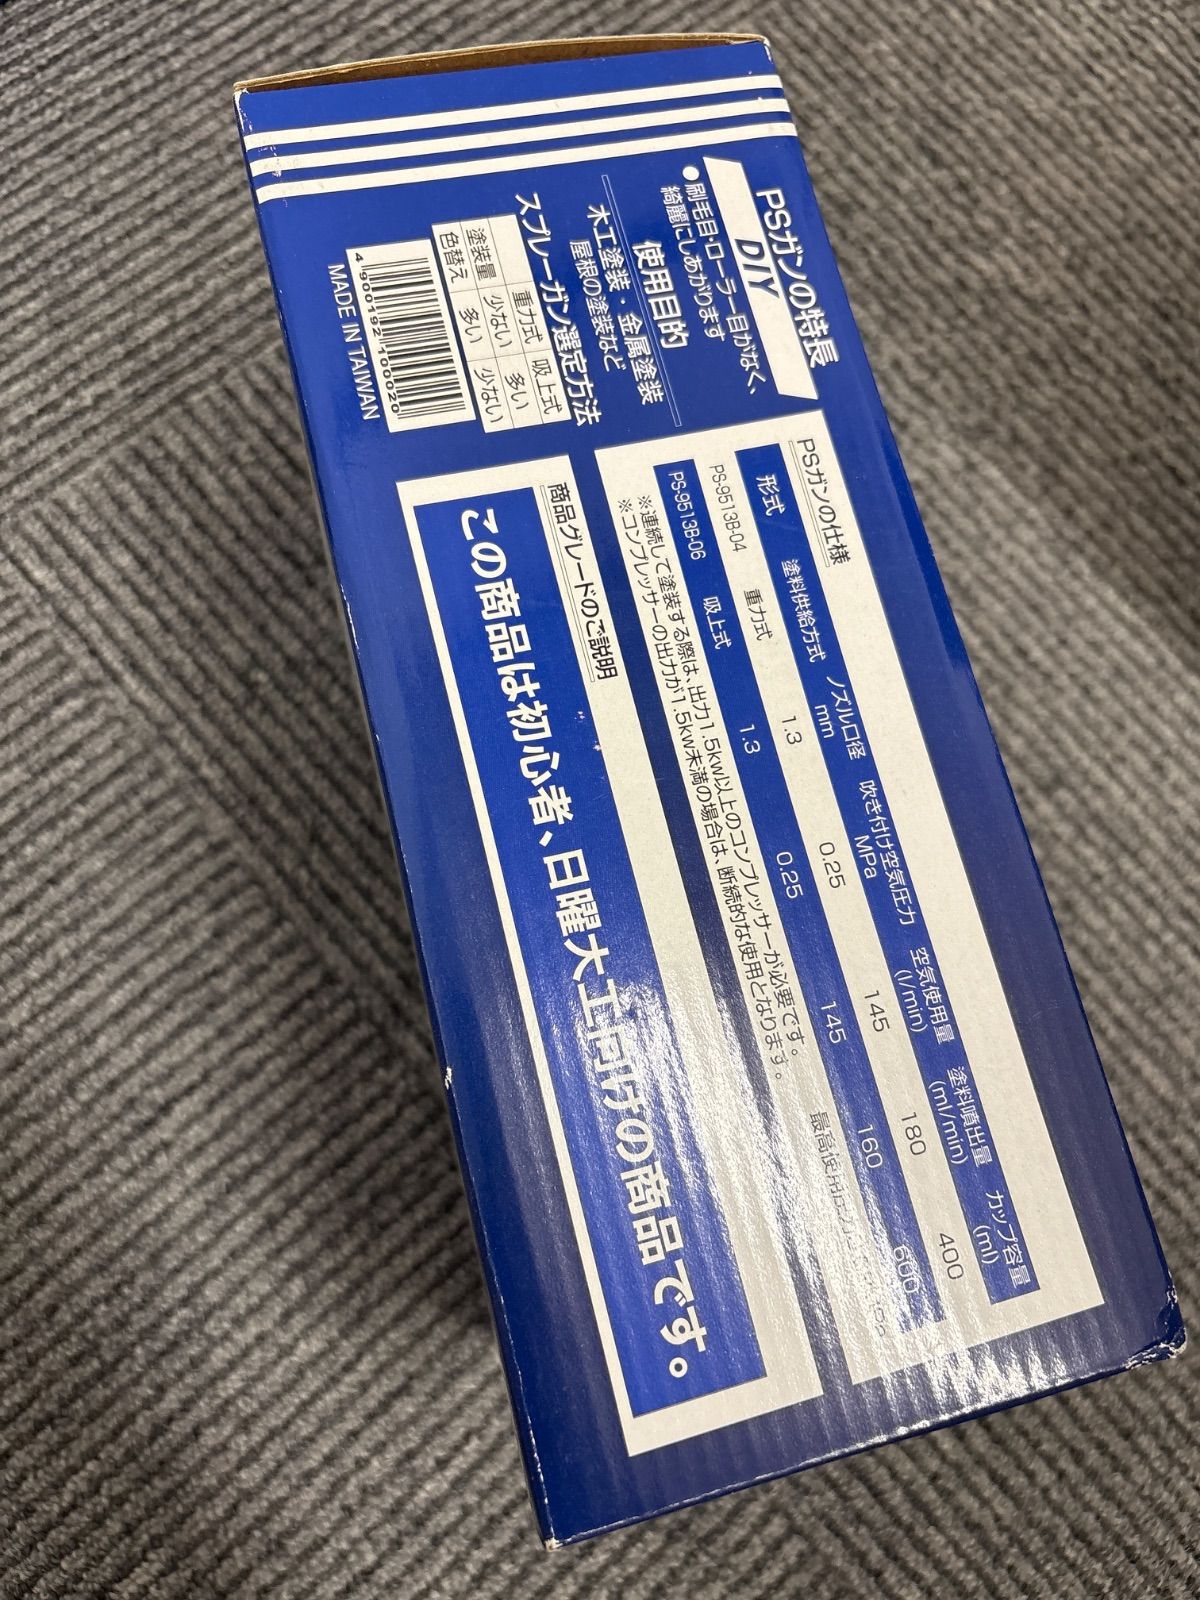 PSガンの特長
DIY
●刷毛目・ローラー目がなく、
綺麗にしあがります
使用目的
木工塗装・金属塗装
屋根の塗装など
スプレーガン選定方法
重力式 吸上式
塗装量 少ない 多い
色替え 多い 少ない
4 900192 100020
MADE IN TAIWAN
PSガンの仕様
形式 塗料供給方式 ノズル口径 mm 吹き付け空気圧力 MPa 空気使用量 (l/min) 塗料噴出量 (ml/min) カップ容量 (ml)
PS-9513B-04 重力式 1.3 0.25 145 180 400
PS-9513B-06 吸上式 1.3 0.25 145 160 600
※連続して塗装する際は、出力1.5kw以上のコンプレッサーが必要です。
※コンプレッサーの出力が1.5kw未満の場合は、断続的な使用となります。
最高使用圧力
商品グレードのご説明
この商品は初心者、日曜大工向けの商品です。